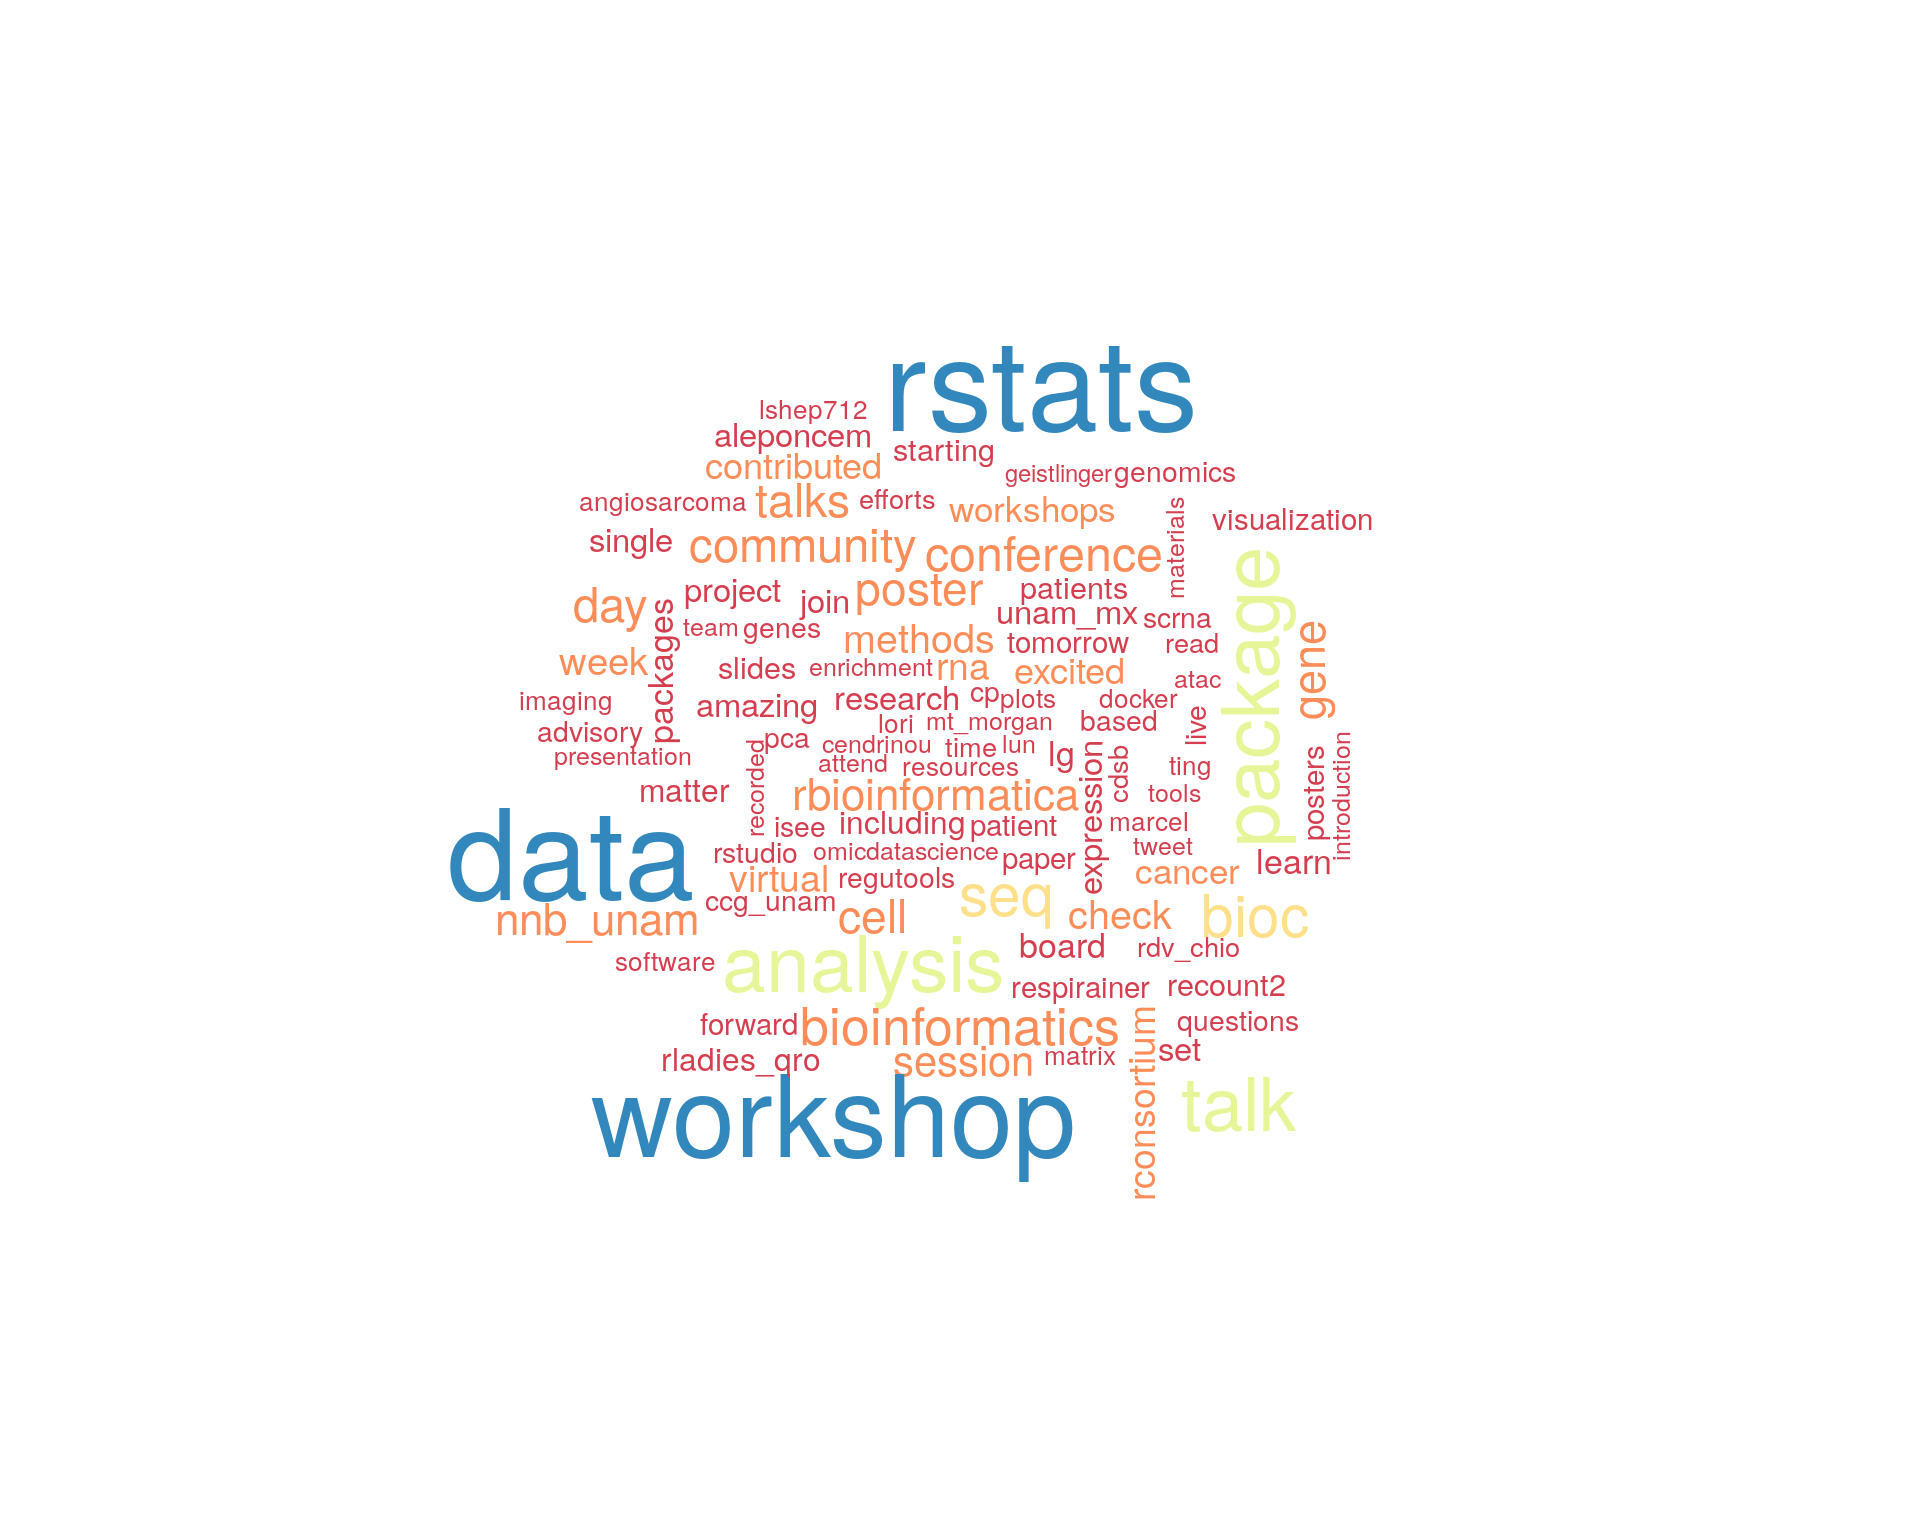 rstats
lshep712
aleponcem
starting
contributed
geistlinger
genomics
angiosarcoma
talks
efforts
workshops
materials
visualization
single
community
conference
package
project
join
poster
patients
day
packages
unam_mx
scrna
gene
team
genes
methods
tomorrow
read
week
slides
enrichment
rna
excited
atac
imaging
amazing
research
cp
plots
docker
advisory
lori
mt_morgan
based
live
presentation
recorded
pca
cendrinou
time
lun
lg
expression
cdsb
posters
introduction
attend
resources
ting
matter
rbioinformatica
tools
data
isee
including
patient
marcel
rstudio
omicdatascience
paper
tweet
learn
virtual
regutools
seq
cancer
nnb_unam
ccg_unam
cell
check
bioc
software
analysis
board
rdv_chio
respirainer
recount2
forward
bioinformatics
rconsortium
questions
rladies_qro
session
matrix
set
workshop
talk